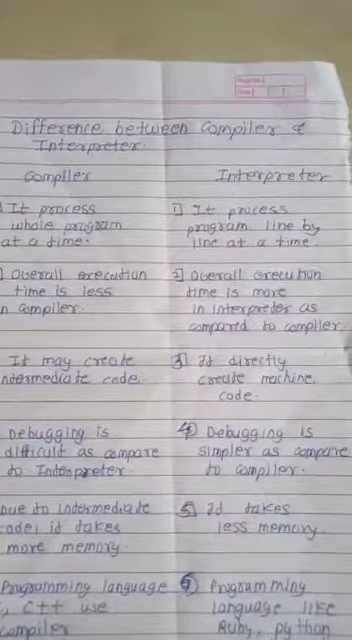 Difference between Compiler &
Interpreter.
Compiler
It process
whole program
at a time.
Overall execution
time is less
n compiler.
It may create
ntermediate code.
Debugging is
difficult as compare
to Interpreter.
Due to intermediate
code, it takes
more memory.
Programming language
C++ use
compiler
Interpreter
1) It process
program line by
line at a time.
2) Overall execution
time is more
in interpreter as
compared to compiler.
3) It directly
create machine
code.
4) Debugging is
simpler as compare
to compiler.
5) It takes
less memory.
6) Programming
language like
Ruby, python